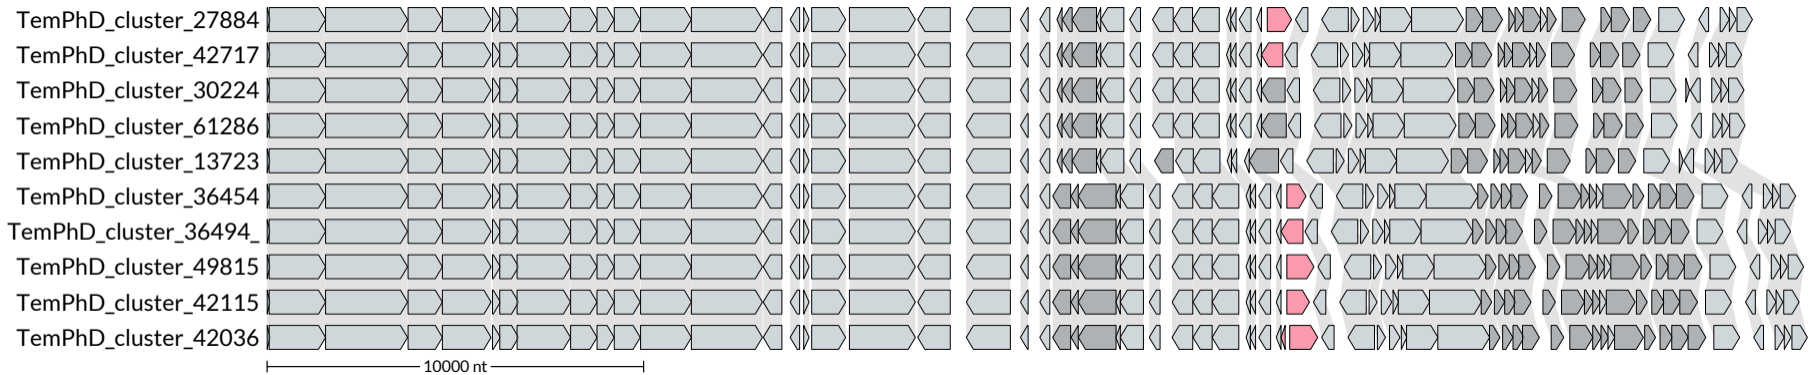 TemPhD_cluster_27884
TemPhD_cluster_42717
TemPhD_cluster_30224
TemPhD_cluster_61286
TemPhD_cluster_13723
TemPhD_cluster_36454
TemPhD_cluster_36494_
TemPhD_cluster_49815
TemPhD_cluster_42115
TemPhD_cluster_42036
10000 nt